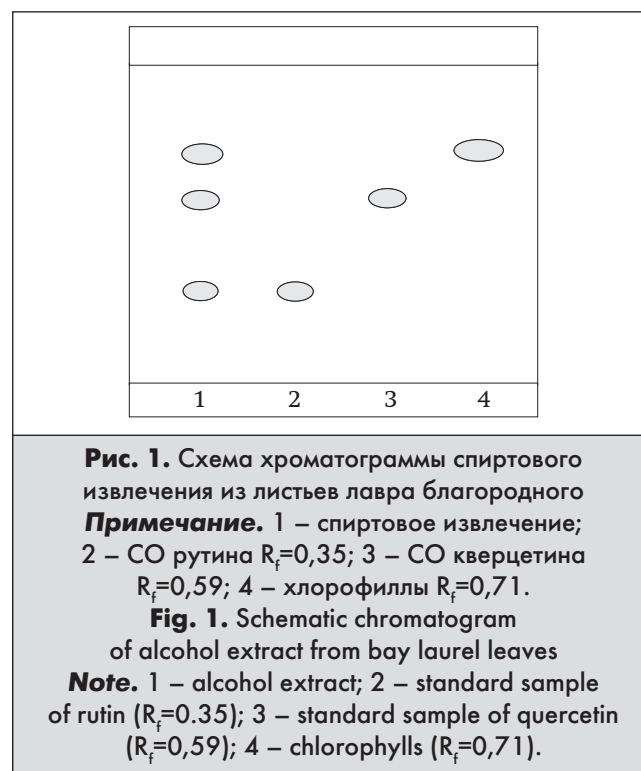 1 2 3 4
Рис. 1. Схема хроматограммы спиртового
извлечения из листьев лавра благородного
Примечание. 1 – спиртовое извлечение;
2 – СО рутина Rf=0,35; 3 – СО кверцетина
Rf=0,59; 4 – хлорофиллы Rf=0,71.
Fig. 1. Schematic chromatogram
of alcohol extract from bay laurel leaves
Note. 1 – alcohol extract; 2 – standard sample
of rutin (Rf=0.35); 3 – standard sample of quercetin
(Rf=0,59); 4 – chlorophylls (Rf=0,71).